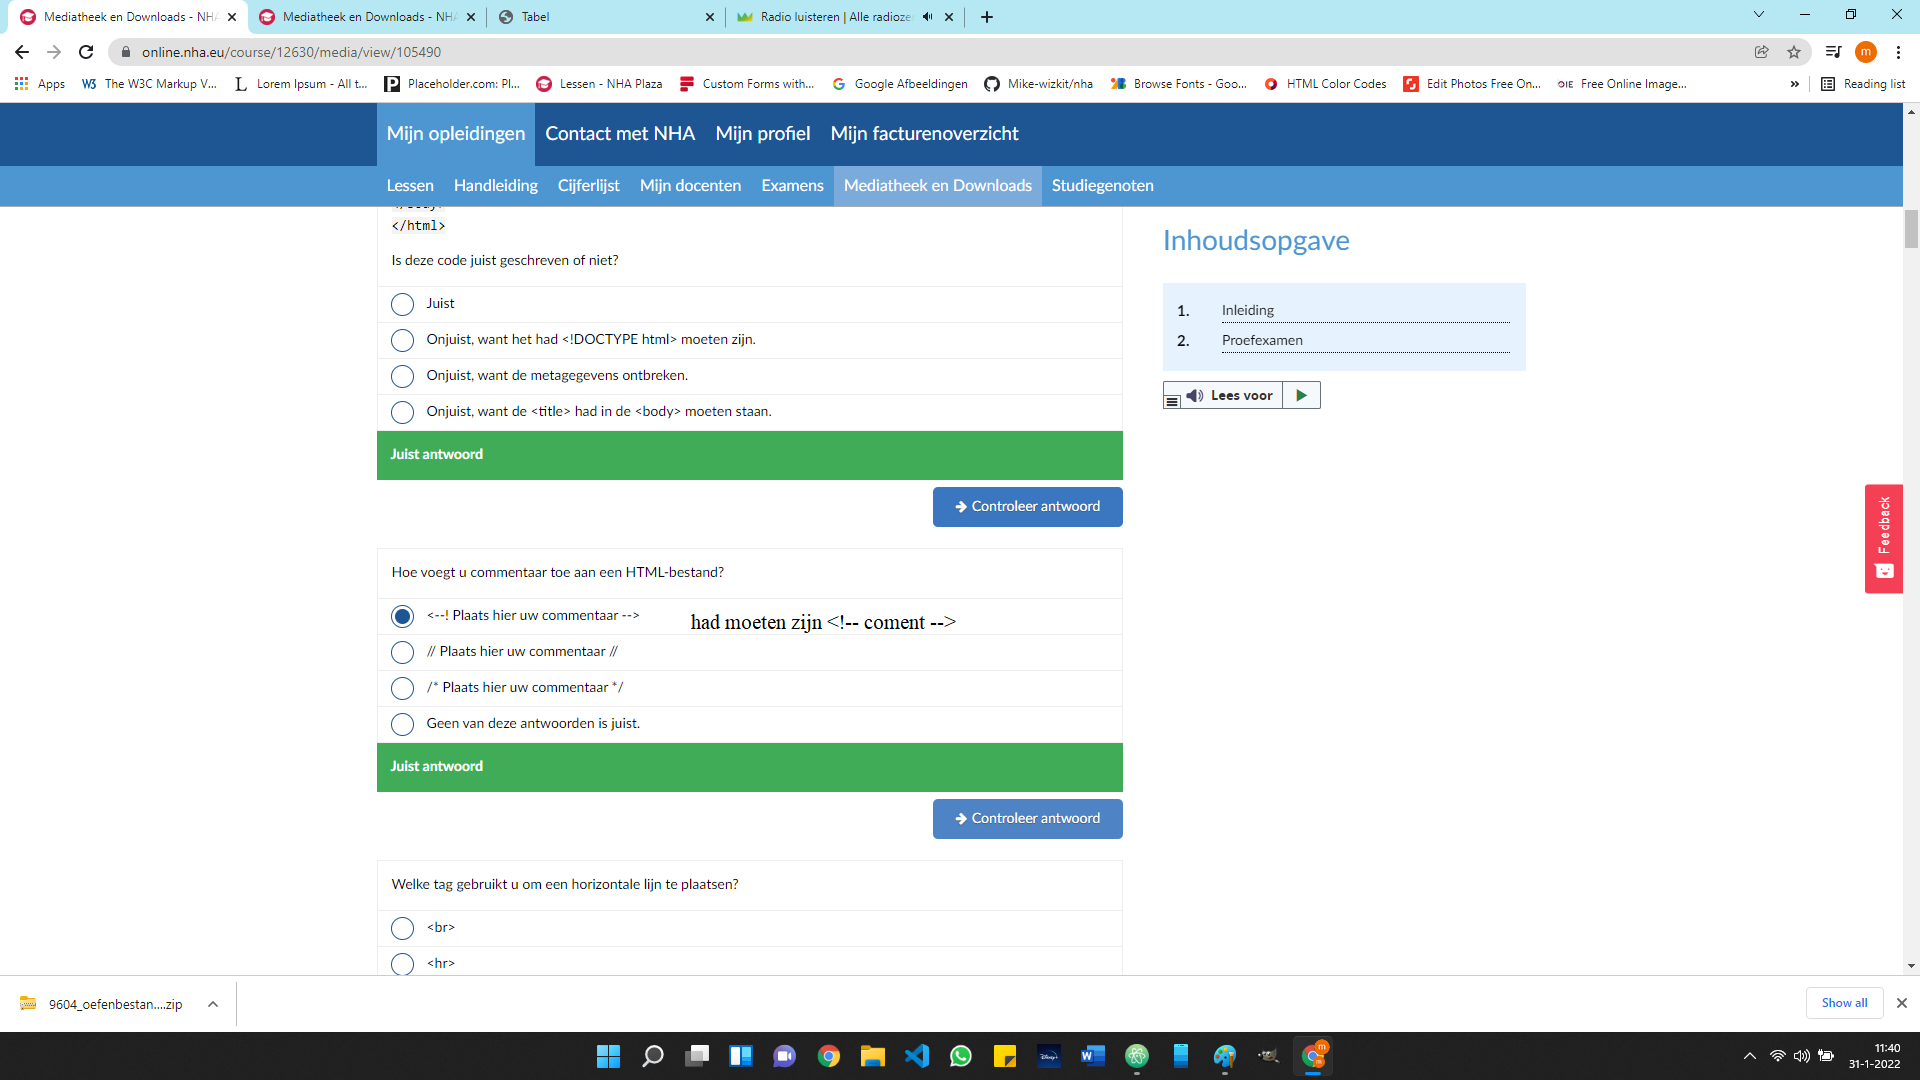 Mediatheek en Downloads - NH
Mediatheek en Downloads - NHA
Tabel
Radio luisteren | Alle radioze
online.nha.eu/course/12630/media/view/105490
m
Apps
The W3C Markup V...
Lorem Ipsum - All t...
Placeholder.com: Pl...
Lessen - NHA Plaza
Custom Forms with...
Google Afbeeldingen
Mike-wizkit/nha
Browse Fonts - Goo...
HTML Color Codes
Edit Photos Free On...
Free Online Image...
»
Reading list
Mijn opleidingen
Contact met NHA
Mijn profiel
Mijn facturenoverzicht
Lessen
Handleiding
Cijferlijst
Mijn docenten
Examens
Mediatheek en Downloads
Studiegenoten
</html>
Is deze code juist geschreven of niet?
Juist
Onjuist, want het had <!DOCTYPE html> moeten zijn.
Onjuist, want de metagegevens ontbreken.
Onjuist, want de <title> had in de <body> moeten staan.
Juist antwoord
Controleer antwoord
Hoe voegt u commentaar toe aan een HTML-bestand?
<--! Plaats hier uw commentaar -->
had moeten zijn <!-- coment -->
// Plaats hier uw commentaar //
/* Plaats hier uw commentaar */
Geen van deze antwoorden is juist.
Juist antwoord
Controleer antwoord
Welke tag gebruikt u om een horizontale lijn te plaatsen?
<br>
<hr>
Inhoudsopgave
1. Inleiding
2. Proefexamen
Lees voor
Feedback
9604_oefenbestan....zip
Show all
11:40
31-1-2022